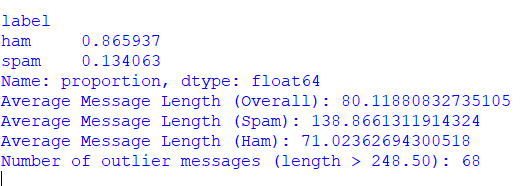 label
ham     0.865937
spam    0.134063
Name: proportion, dtype: float64
Average Message Length (Overall): 80.11880832735105
Average Message Length (Spam): 138.8661311914324
Average Message Length (Ham): 71.02362694300518
Number of outlier messages (length > 248.50): 68